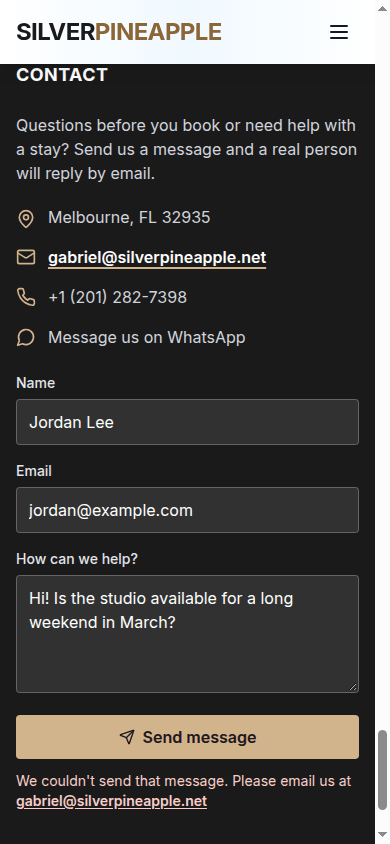 SILVERPINEAPPLE
CONTACT
Questions before you book or need help with
a stay? Send us a message and a real person
will reply by email.
Melbourne, FL 32935
gabriel@silverpineapple.net
+1 (201) 282-7398
Message us on WhatsApp
Name
Jordan Lee
Email
jordan@example.com
How can we help?
Hi! Is the studio available for a long
weekend in March?
Send message
We couldn't send that message. Please email us at
gabriel@silverpineapple.net